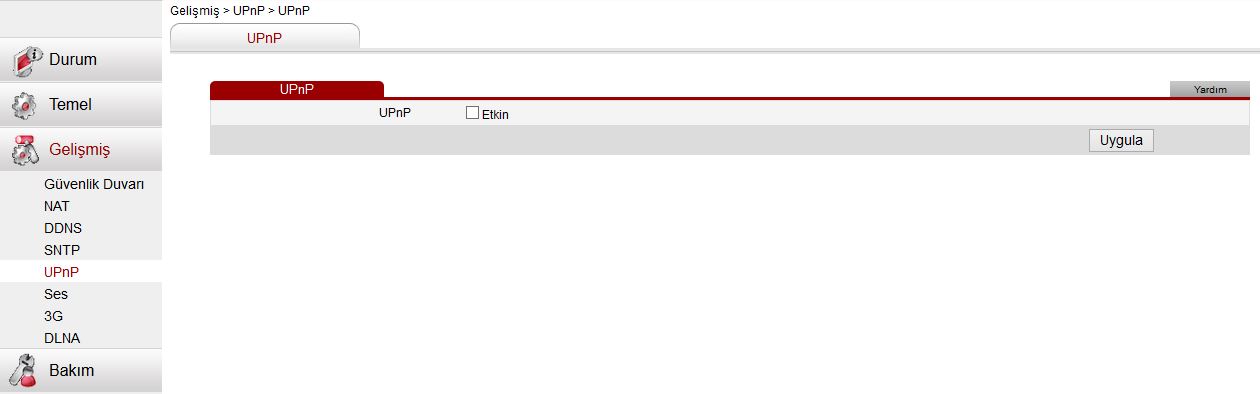 Gelişmiş > UPnP > UPnP
UPnP
Durum
Temel
Gelişmiş
Güvenlik Duvarı
NAT
DDNS
SNTP
UPnP
Ses
3G
DLNA
Bakım
UPnP
Yardım
UPnP Etkin
Uygula